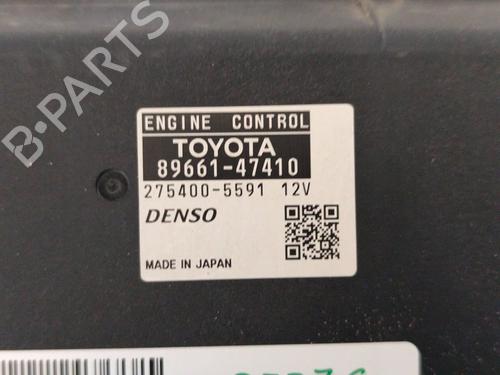 B-PARTS
ENGINE CONTROL
TOYOTA
89661-47410
275400-5591 12V
DENSO
MADE IN JAPAN